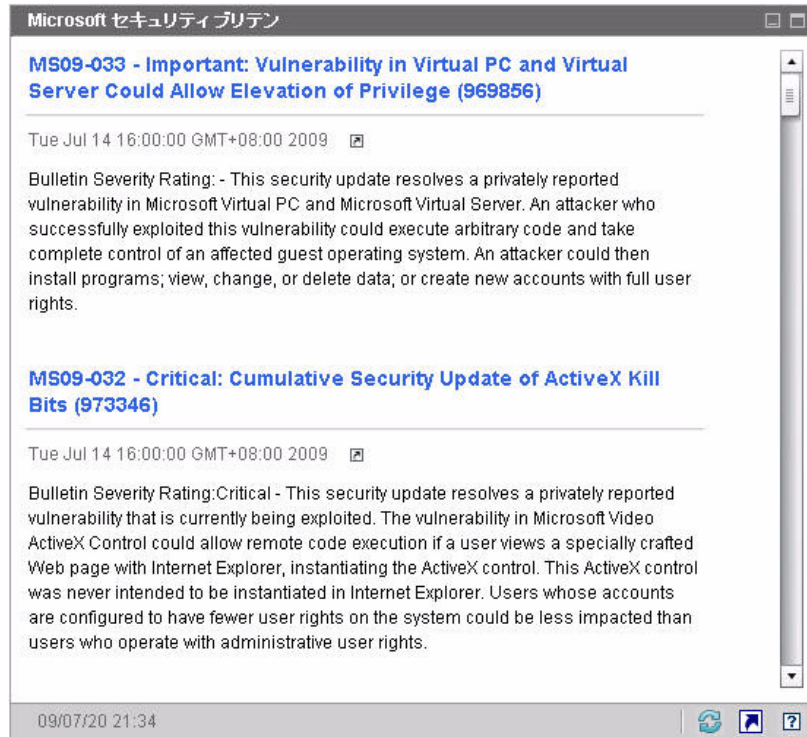 Microsoft セキュリティ ブリテン
MS09-033 - Important: Vulnerability in Virtual PC and Virtual
Server Could Allow Elevation of Privilege (969856)
Tue Jul 14 16:00:00 GMT+08:00 2009
Bulletin Severity Rating: - This security update resolves a privately reported
vulnerability in Microsoft Virtual PC and Microsoft Virtual Server. An attacker who
successfully exploited this vulnerability could execute arbitrary code and take
complete control of an affected guest operating system. An attacker could then
install programs; view, change, or delete data; or create new accounts with full user
rights.
MS09-032 - Critical: Cumulative Security Update of ActiveX Kill
Bits (973346)
Tue Jul 14 16:00:00 GMT+08:00 2009
Bulletin Severity Rating:Critical - This security update resolves a privately reported
vulnerability that is currently being exploited. The vulnerability in Microsoft Video
ActiveX Control could allow remote code execution if a user views a specially crafted
Web page with Internet Explorer, instantiating the ActiveX control. This ActiveX control
was never intended to be instantiated in Internet Explorer. Users whose accounts
are configured to have fewer user rights on the system could be less impacted than
users who operate with administrative user rights.
09/07/20 21:34